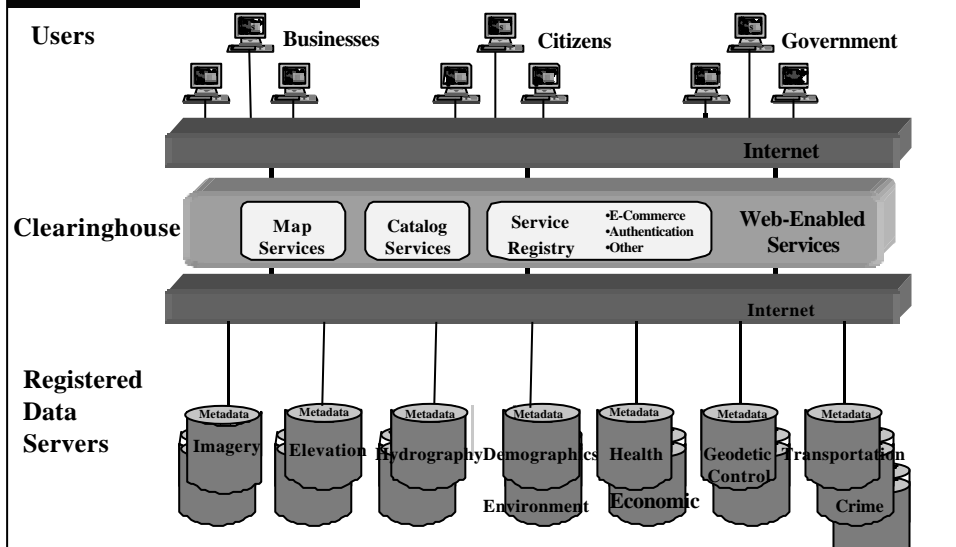 Users
Businesses
Citizens
Government
Internet
Clearinghouse
Map
Services
Catalog
Services
Service
Registry
•E-Commerce
•Authentication
•Other
Web-Enabled
Services
Internet
Registered
Data
Servers
Metadata
Metadata
Metadata
Metadata
Metadata
Metadata
Metadata
Imagery
Elevation
Hydrography
Demographics
Health
Geodetic
Control
Transportation
Environment
Economic
Crime